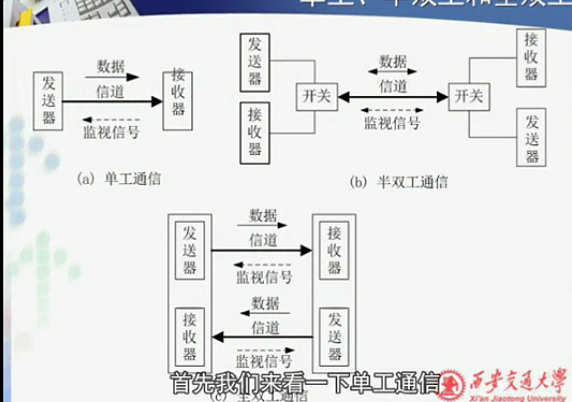 单工、半双工和全双工
发送器
数据
信道
监视信号
接收器
(a) 单工通信
发送器
接收器
开关
数据
信道
监视信号
开关
接收器
发送器
(b) 半双工通信
发送器
数据
信道
监视信号
接收器
接收器
数据
信道
监视信号
发送器
(c) 全双工通信
首先我们来看一下单工通信
西安交通大学
Xi'an Jiaotong University